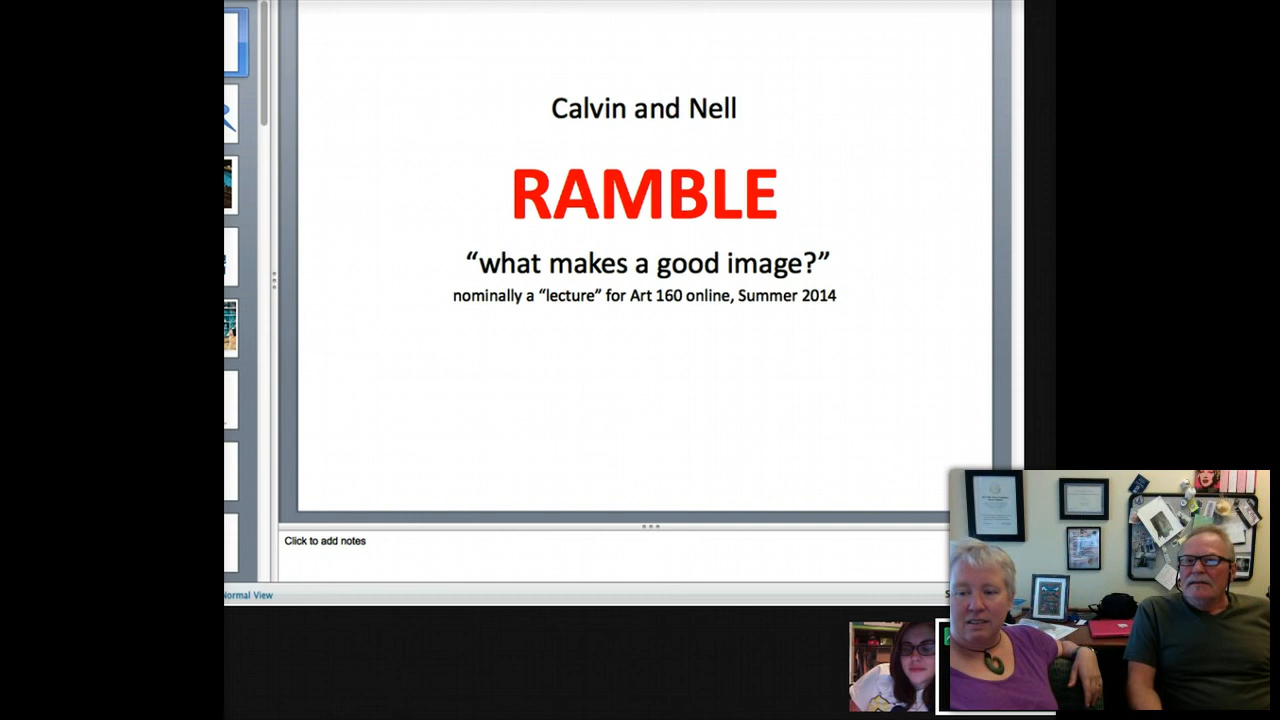 Calvin and Nell
RAMBLE
“what makes a good image?”
nominally a “lecture” for Art 160 online, Summer 2014
Click to add notes
Normal View